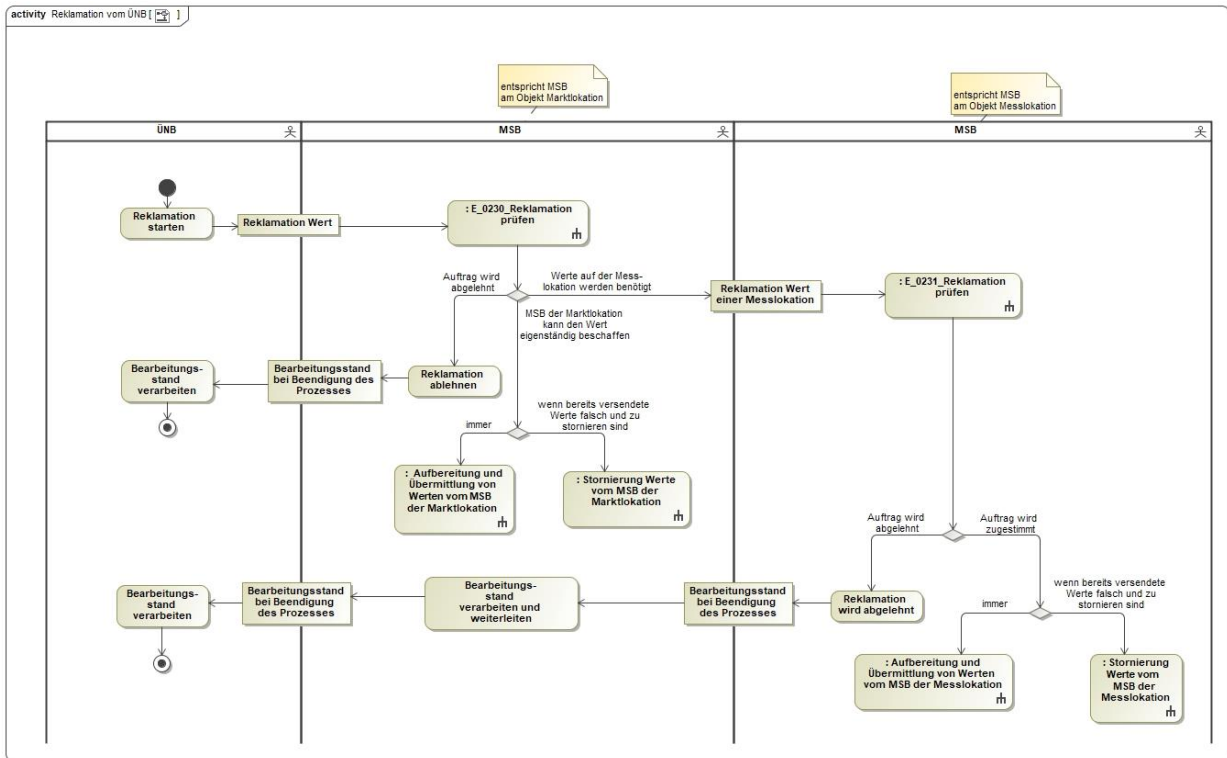 activity Reklamation vom ÜNB [ ]
entspricht MSB
am Objekt Marktlokation
entspricht MSB
am Objekt Messlokation
ÜNB
MSB
MSB
Reklamation
starten
Reklamation Wert
: E_0230_Reklamation
prüfen
Auftrag wird
abgelehnt
Werte auf der Mess-
lokation werden benötigt
Reklamation Wert
einer Messlokation
: E_0231_Reklamation
prüfen
MSB der Marktlokation
kann den Wert
eigenständig beschaffen
Bearbeitungs-
stand
verarbeiten
Bearbeitungsstand
bei Beendigung des
Prozesses
Reklamation
ablehnen
immer
wenn bereits versendete
Werte falsch und zu
stornieren sind
: Aufbereitung und
Übermittlung von
Werten vom MSB
der Marktlokation
: Stornierung Werte
vom MSB der
Marktlokation
Auftrag wird
abgelehnt
Auftrag wird
zugestimmt
Bearbeitungs-
stand
verarbeiten
Bearbeitungsstand
bei Beendigung
des Prozesses
Bearbeitungs-
stand
verarbeiten und
weiterleiten
Bearbeitungsstand
bei Beendigung
des Prozesses
Reklamation
wird abgelehnt
immer
wenn bereits versendete
Werte falsch und zu
stornieren sind
: Aufbereitung und
Übermittlung von Werten
vom MSB der Messlokation
: Stornierung
Werte vom
MSB der
Messlokation